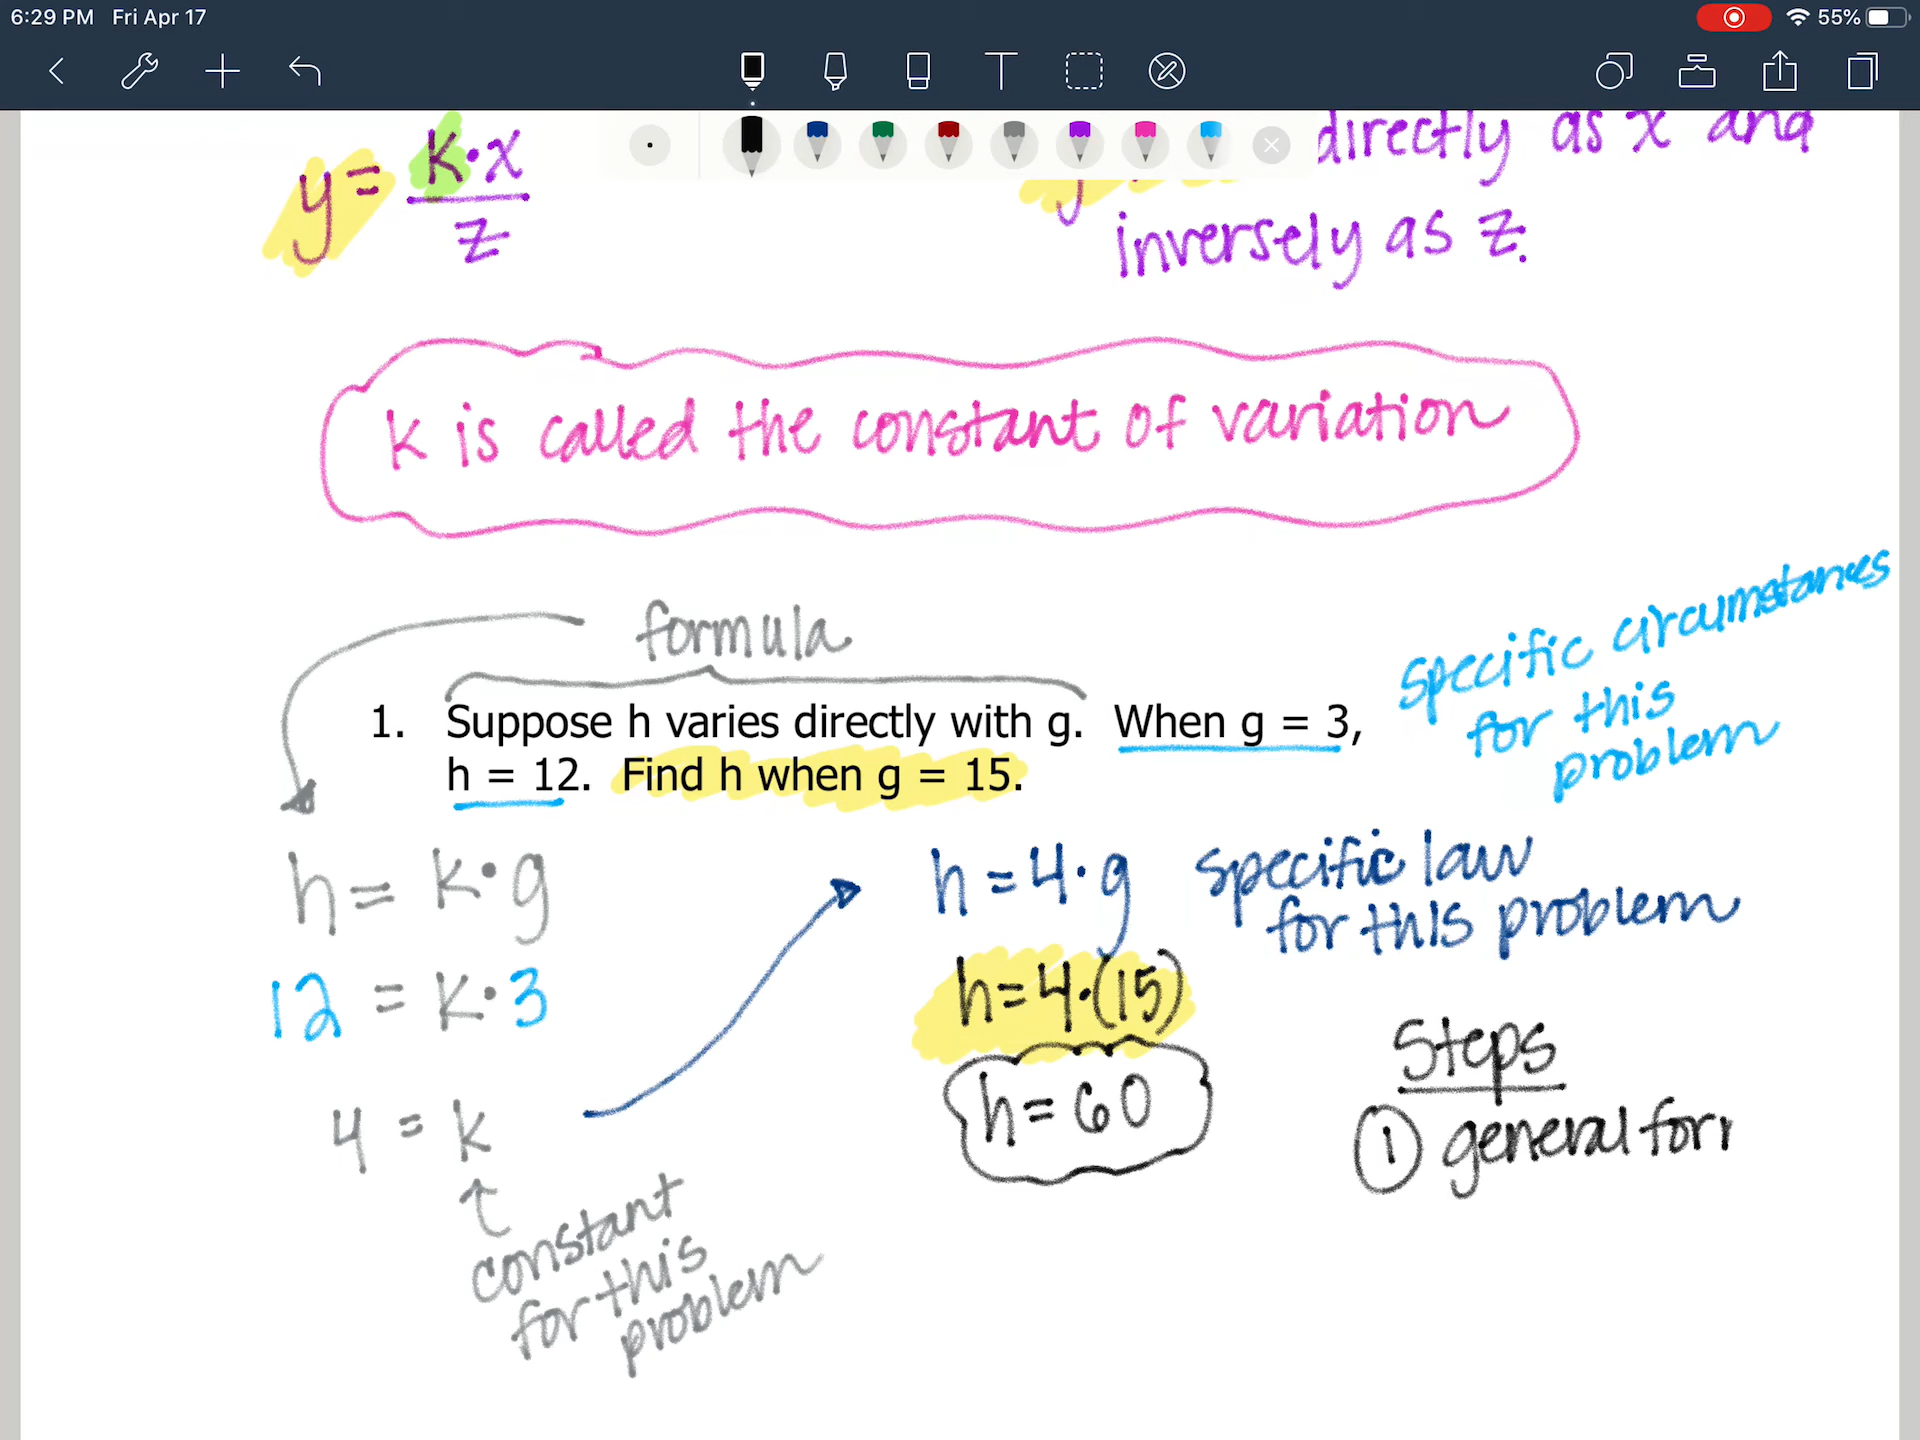 6:29 PM Fri Apr 17
55%
y = k·x
z
directly as x and
inversely as z.
k is called the constant of variation
formula
specific circumstances
for this
problem
1. Suppose h varies directly with g. When g = 3,
h = 12. Find h when g = 15.
h = k·g
12 = k·3
4 = k
constant
for this
problem
h = 4·g
specific law
for this problem
h = 4·(15)
h = 60
Steps
① general for